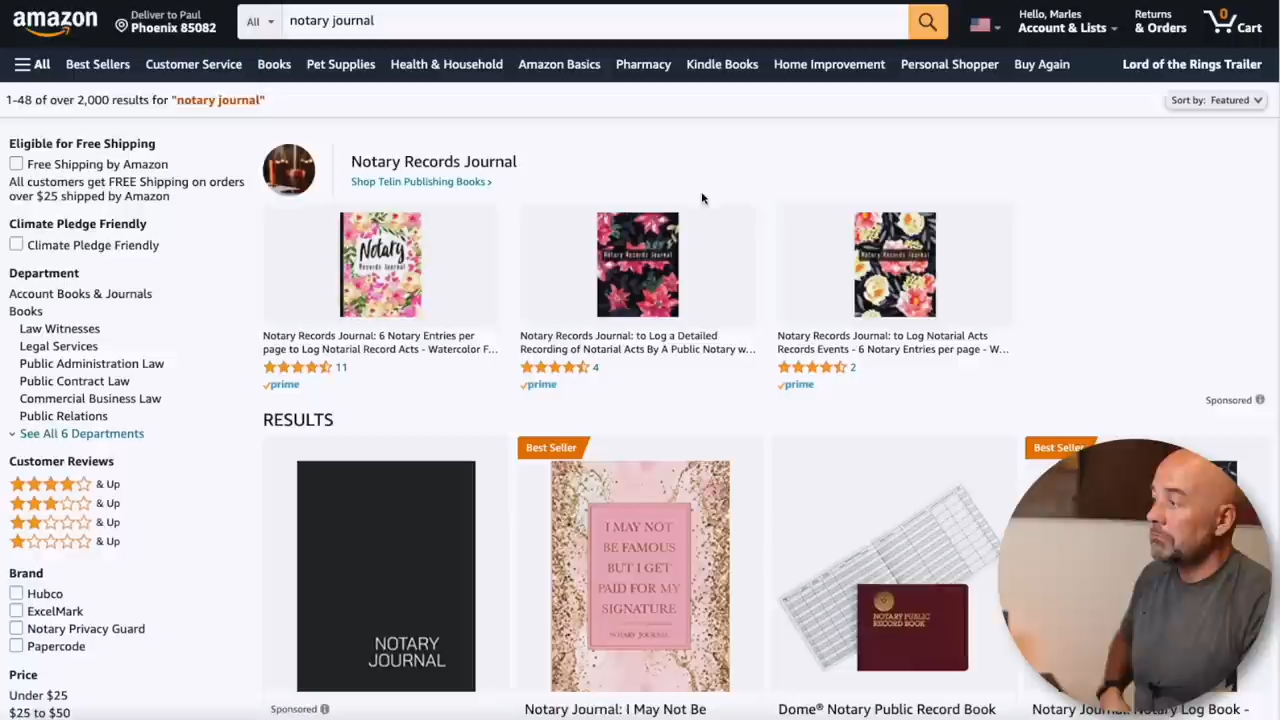 amazon
Deliver to Paul
Phoenix 85082
All
notary journal
Hello, Marles
Account & Lists
Returns
& Orders
0
Cart
All
Best Sellers
Customer Service
Books
Pet Supplies
Health & Household
Amazon Basics
Pharmacy
Kindle Books
Home Improvement
Personal Shopper
Buy Again
Lord of the Rings Trailer
1-48 of over 2,000 results for "notary journal"
Sort by: Featured
Eligible for Free Shipping
Free Shipping by Amazon
All customers get FREE Shipping on orders
over $25 shipped by Amazon
Climate Pledge Friendly
Climate Pledge Friendly
Department
Account Books & Journals
Books
Law Witnesses
Legal Services
Public Administration Law
Public Contract Law
Commercial Business Law
Public Relations
See All 6 Departments
Customer Reviews
& Up
& Up
& Up
& Up
Brand
Hubco
ExcelMark
Notary Privacy Guard
Papercode
Price
Under $25
$25 to $50
Notary Records Journal
Shop Telin Publishing Books ›
Notary
Records Journal
Notary Records Journal
Notary Records Journal
Notary Records Journal: 6 Notary Entries per
page to Log Notarial Record Acts - Watercolor F...
11
prime
Notary Records Journal: to Log a Detailed
Recording of Notarial Acts By A Public Notary w...
4
prime
Notary Records Journal: to Log Notarial Acts
Records Events - 6 Notary Entries per page - W...
2
prime
Sponsored
RESULTS
NOTARY
JOURNAL
Sponsored
Best Seller
I MAY NOT
BE FAMOUS
BUT I GET
PAID FOR MY
SIGNATURE
NOTARY JOURNAL
Notary Journal: I May Not Be
NOTARY PUBLIC
RECORD BOOK
Dome® Notary Public Record Book
Best Seller
Notary Journal: Notary Log Book -